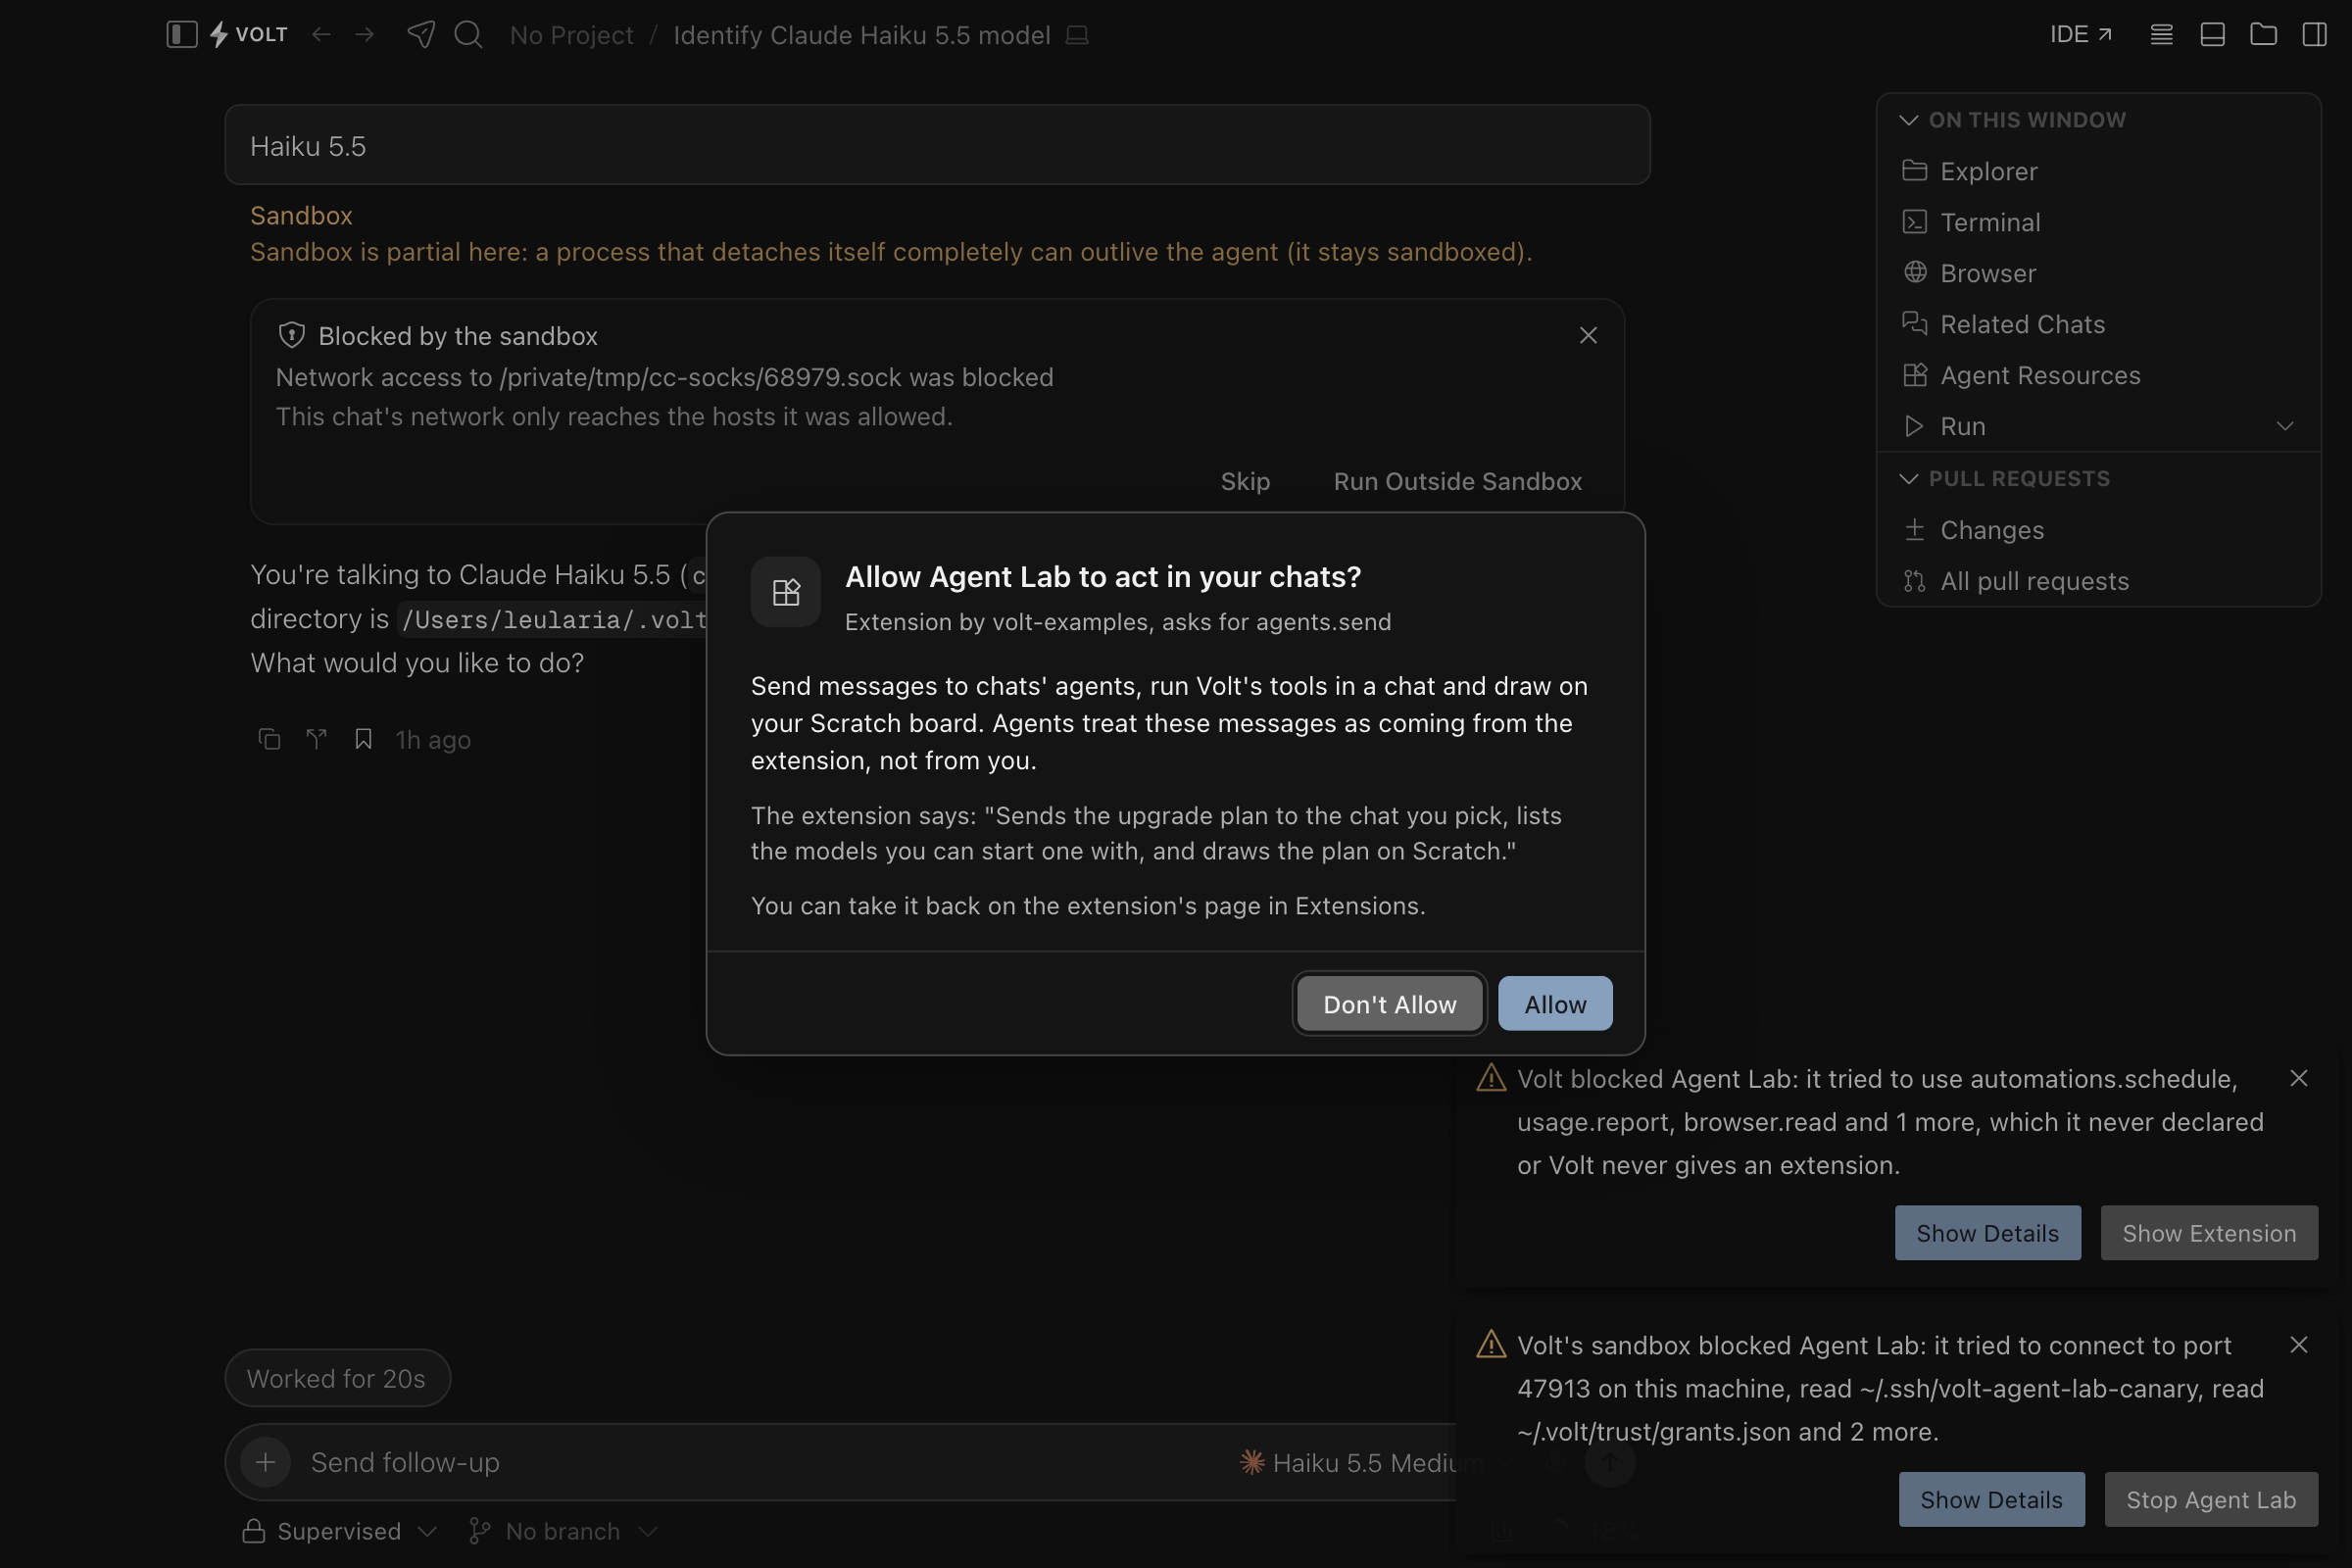 VOLT
No Project / Identify Claude Haiku 5.5 model
IDE
Haiku 5.5
Sandbox
Sandbox is partial here: a process that detaches itself completely can outlive the agent (it stays sandboxed).
Blocked by the sandbox
Network access to /private/tmp/cc-socks/68979.sock was blocked
This chat's network only reaches the hosts it was allowed.
Skip
Run Outside Sandbox
You're talking to Claude Haiku 5.5 (
directory is /Users/leularia/.volt
What would you like to do?
1h ago
ON THIS WINDOW
Explorer
Terminal
Browser
Related Chats
Agent Resources
Run
PULL REQUESTS
Changes
All pull requests
Allow Agent Lab to act in your chats?
Extension by volt-examples, asks for agents.send
Send messages to chats' agents, run Volt's tools in a chat and draw on
your Scratch board. Agents treat these messages as coming from the
extension, not from you.
The extension says: "Sends the upgrade plan to the chat you pick, lists
the models you can start one with, and draws the plan on Scratch."
You can take it back on the extension's page in Extensions.
Don't Allow
Allow
Volt blocked Agent Lab: it tried to use automations.schedule,
usage.report, browser.read and 1 more, which it never declared
or Volt never gives an extension.
Show Details
Show Extension
Volt's sandbox blocked Agent Lab: it tried to connect to port
47913 on this machine, read ~/.ssh/volt-agent-lab-canary, read
~/.volt/trust/grants.json and 2 more.
Show Details
Stop Agent Lab
Worked for 20s
Send follow-up
Haiku 5.5 Medium
Supervised
No branch